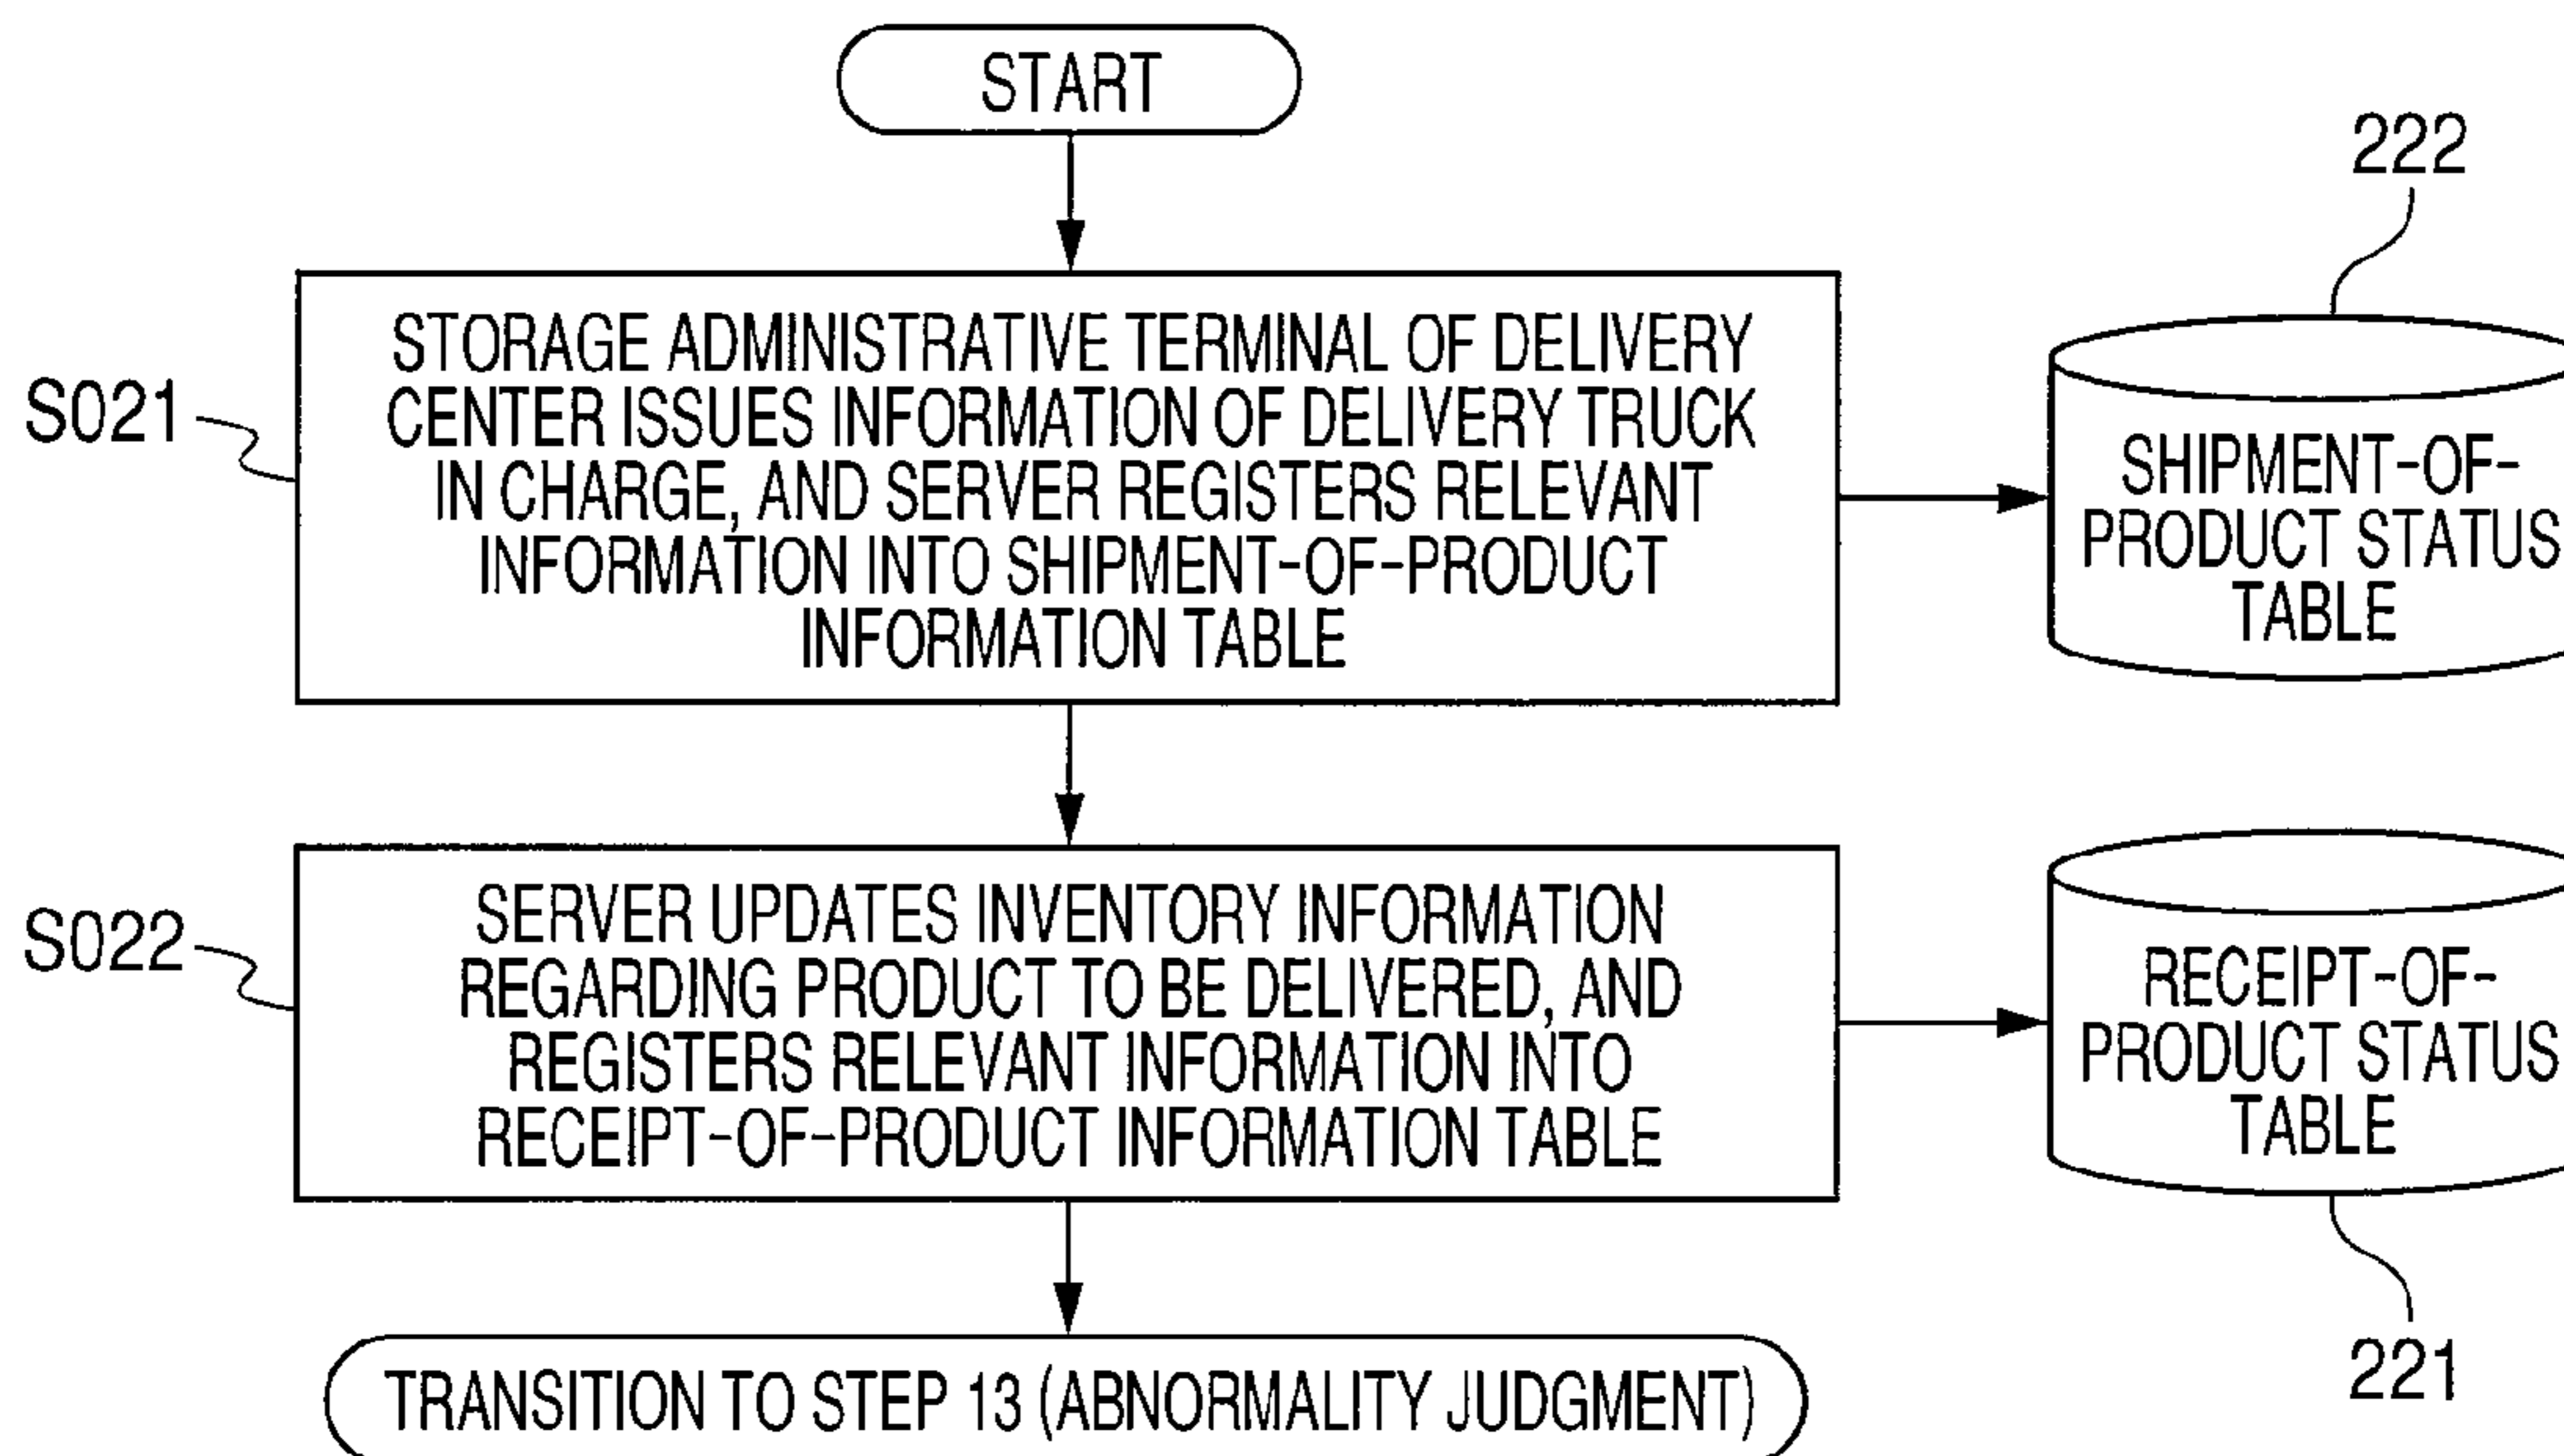 START
222
S021
STORAGE ADMINISTRATIVE TERMINAL OF DELIVERY
CENTER ISSUES INFORMATION OF DELIVERY TRUCK
IN CHARGE, AND SERVER REGISTERS RELEVANT
INFORMATION INTO SHIPMENT-OF-PRODUCT
INFORMATION TABLE
SHIPMENT-OF-
PRODUCT STATUS
TABLE
S022
SERVER UPDATES INVENTORY INFORMATION
REGARDING PRODUCT TO BE DELIVERED, AND
REGISTERS RELEVANT INFORMATION INTO
RECEIPT-OF-PRODUCT INFORMATION TABLE
RECEIPT-OF-
PRODUCT STATUS
TABLE
221
TRANSITION TO STEP 13 (ABNORMALITY JUDGMENT)